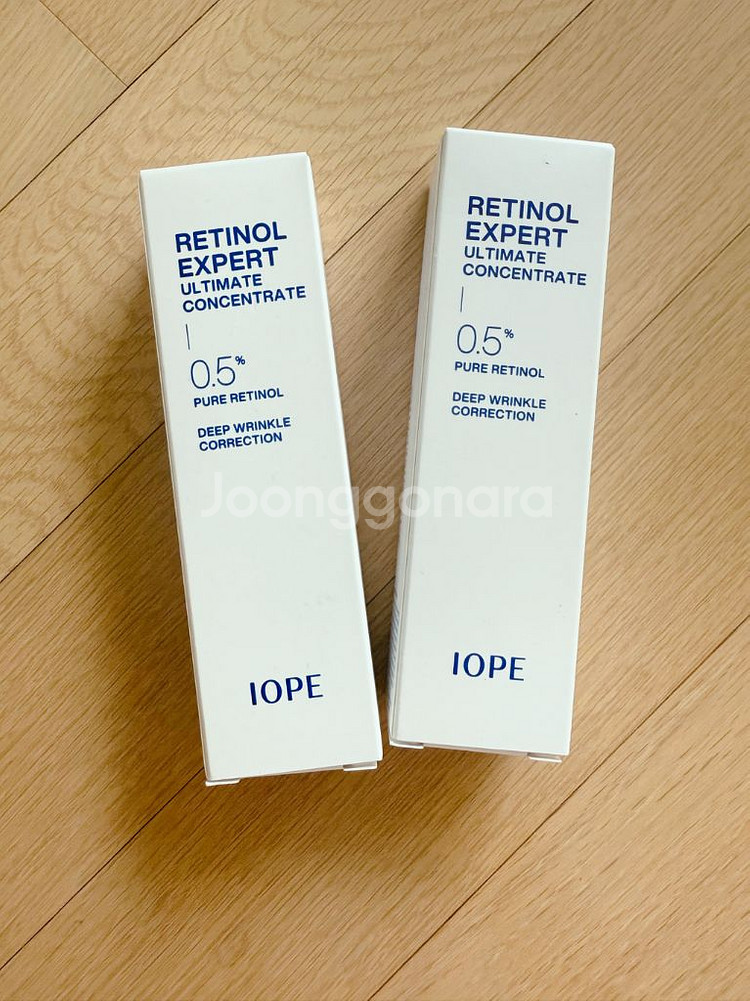 RETINOL
EXPERT
ULTIMATE
CONCENTRATE
0.5%
PURE RETINOL
DEEP WRINKLE
CORRECTION
IOPE
RETINOL
EXPERT
ULTIMATE
CONCENTRATE
0.5%
PURE RETINOL
DEEP WRINKLE
CORRECTION
IOPE
Joonggonara